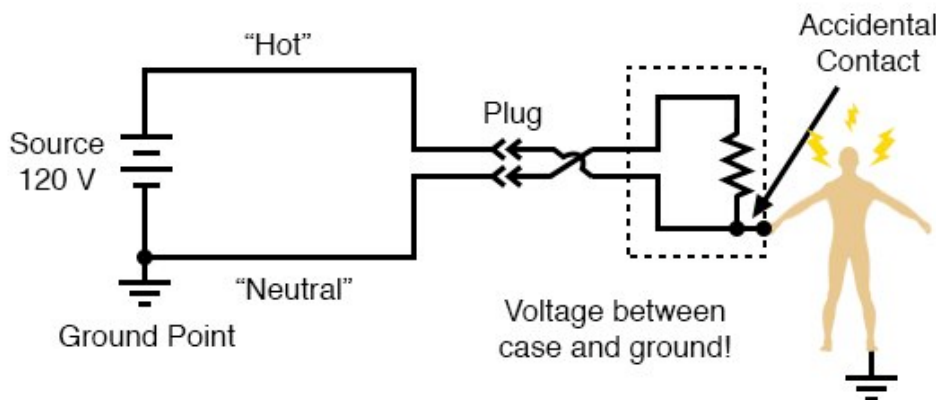 Accidental
Contact
“Hot”
Plug
Source
120 V
“Neutral”
Ground Point
Voltage between
case and ground!